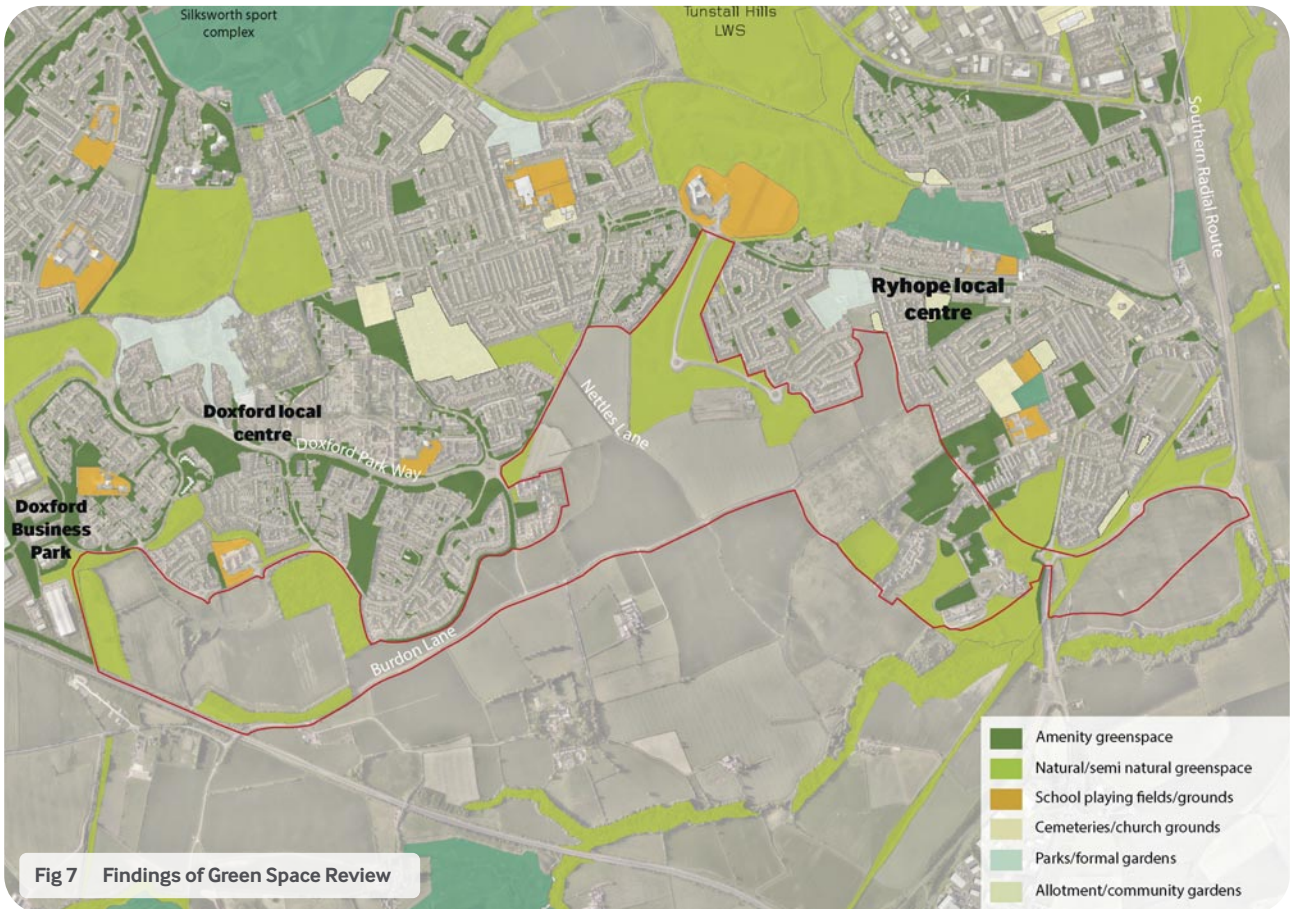 Silksworth sport
complex
Tunstall Hills
LWS
Southern Radial Route
Ryhope local
centre
Nettles Lane
Doxford local
centre
Doxford Park Way
Doxford
Business
Park
Burdon Lane
Amenity greenspace
Natural/semi natural greenspace
School playing fields/grounds
Cemeteries/church grounds
Parks/formal gardens
Allotment/community gardens
Fig 7 Findings of Green Space Review